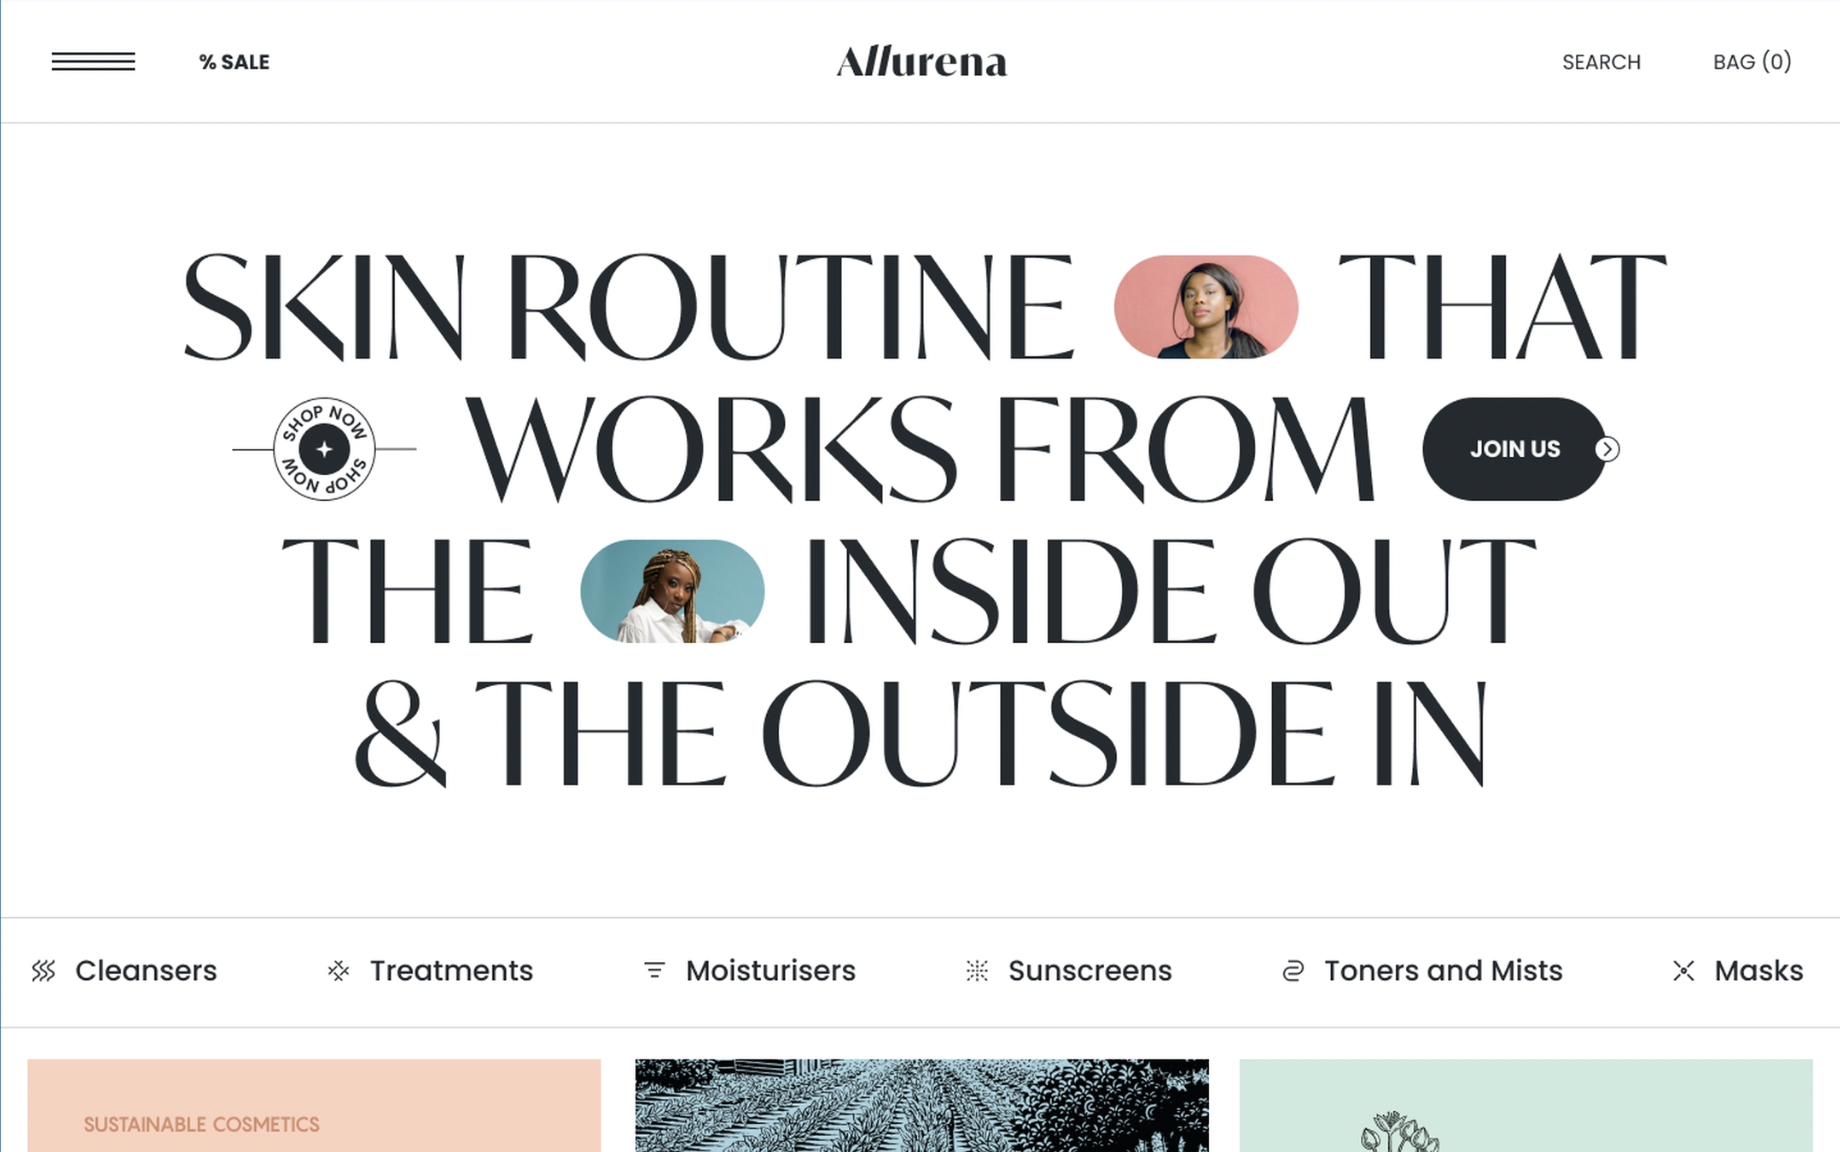 % SALE
Allurena
SEARCH
BAG (0)
SKIN ROUTINE THAT
SHOP NOW SHOP NOW
WORKS FROM
JOIN US
THE INSIDE OUT
& THE OUTSIDE IN
Cleansers
Treatments
Moisturisers
Sunscreens
Toners and Mists
Masks
SUSTAINABLE COSMETICS